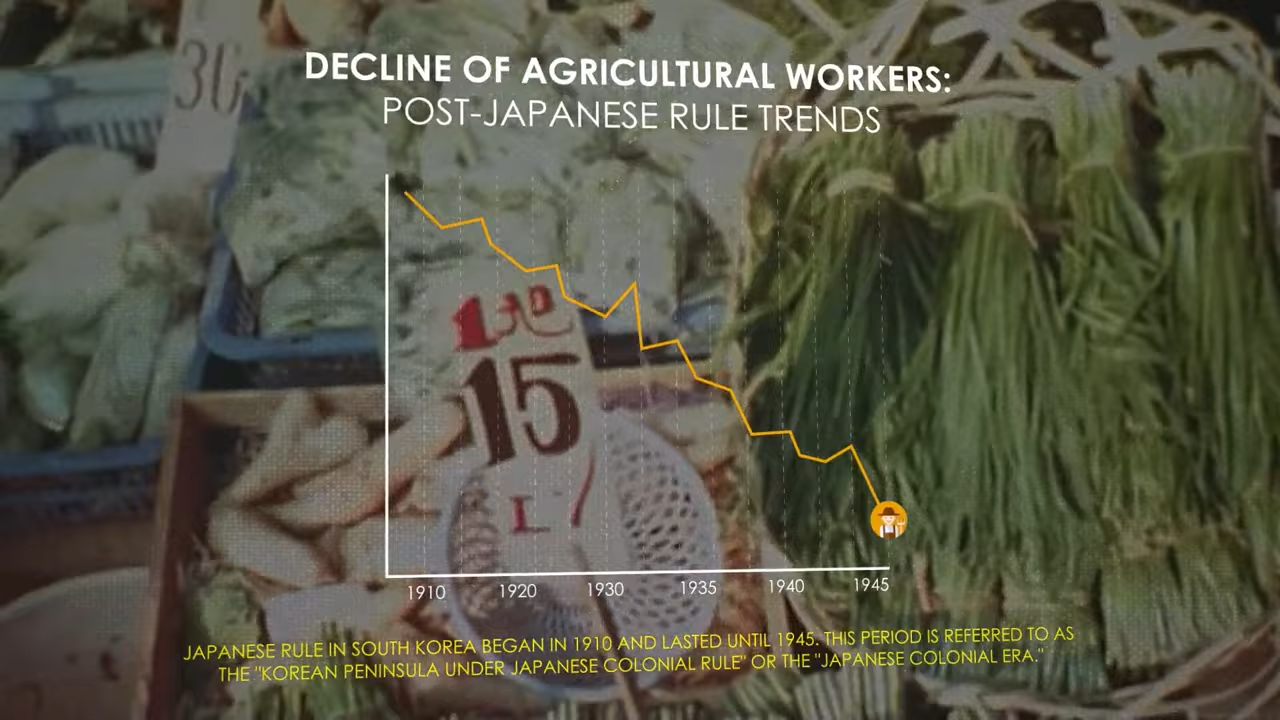 36
DECLINE OF AGRICULTURAL WORKERS:
POST-JAPANESE RULE TRENDS
15
1910 1920 1930 1935 1940 1945
JAPANESE RULE IN SOUTH KOREA BEGAN IN 1910 AND LASTED UNTIL 1945. THIS PERIOD IS REFERRED TO AS
THE "KOREAN PENINSULA UNDER JAPANESE COLONIAL RULE" OR THE "JAPANESE COLONIAL ERA."